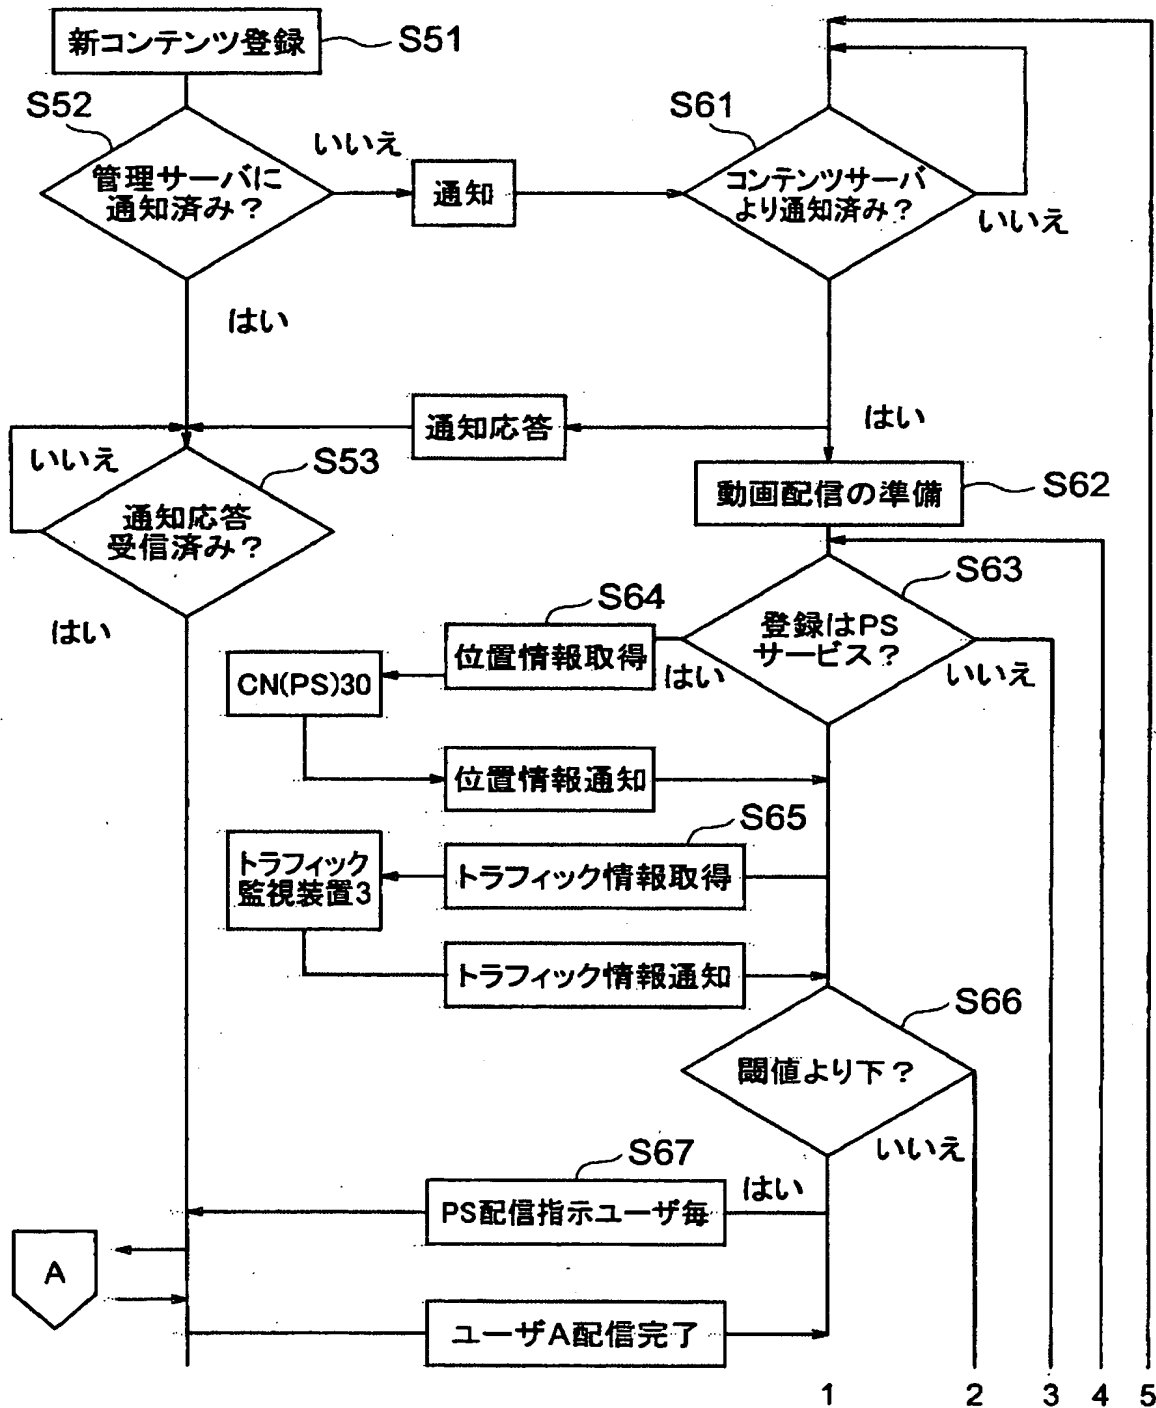 新コンテンツ登録
S51
S52
管理サーバに
通知済み？
いいえ
通知
S61
コンテンツサーバ
より通知済み？
いいえ
はい
はい
通知応答
いいえ
S53
通知応答
受信済み？
はい
動画配信の準備
S62
S63
登録はPS
サービス？
はい
いいえ
S64
位置情報取得
CN(PS)30
位置情報通知
S65
トラフィック情報取得
トラフィック
監視装置3
トラフィック情報通知
S66
閾値より下？
いいえ
はい
S67
PS配信指示ユーザ毎
A
ユーザA配信完了
1
2
3
4
5